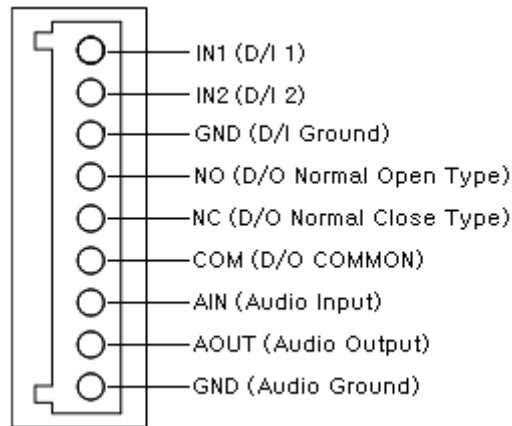 IN1 (D/I 1)
IN2 (D/I 2)
GND (D/I Ground)
NO (D/O Normal Open Type)
NC (D/O Normal Close Type)
COM (D/O COMMON)
AIN (Audio Input)
AOUT (Audio Output)
GND (Audio Ground)